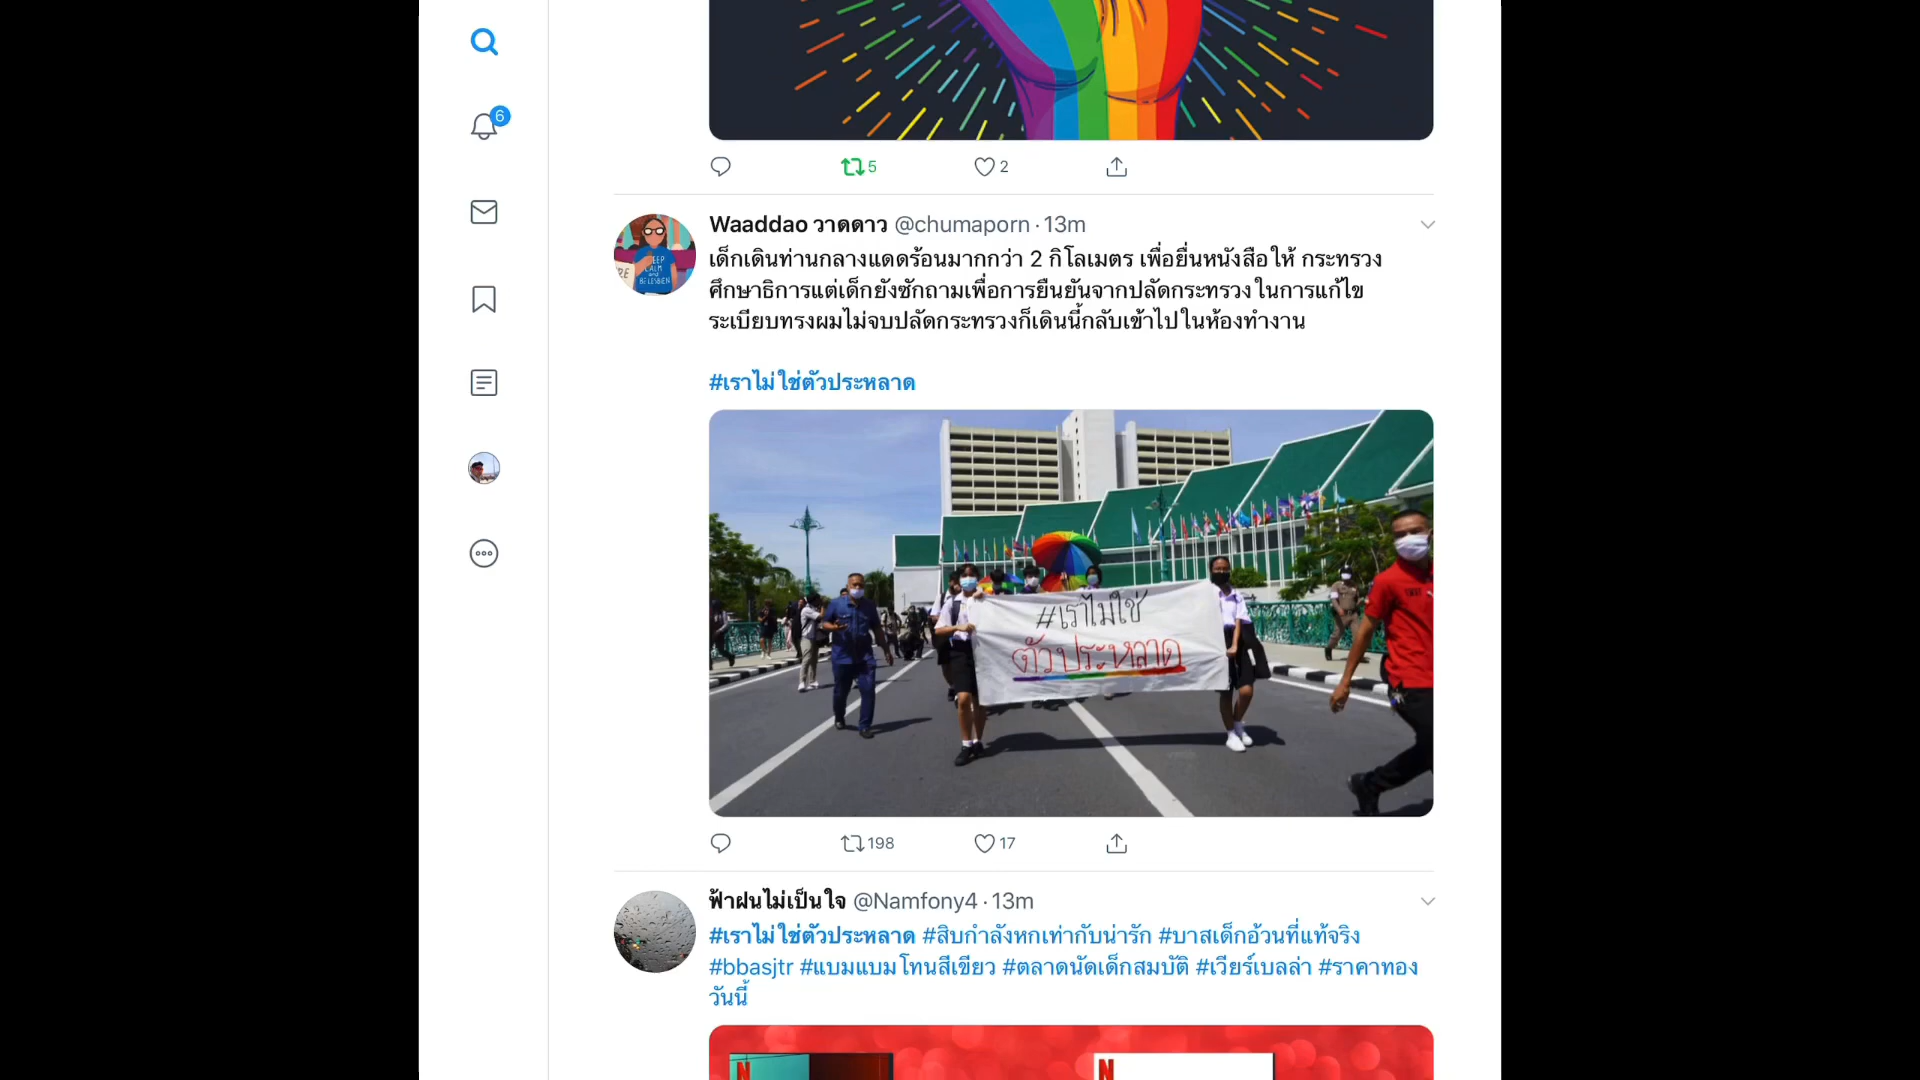 6
5
2
Waaddao วาดดาว @chumaporn · 13m
เด็กเดินท่านกลางแดดร้อนมากกว่า 2 กิโลเมตร เพื่อยื่นหนังสือให้ กระทรวง
ศึกษาธิการแต่เด็กยังซักถามเพื่อการยืนยันจากปลัดกระทรวงในการแก้ไข
ระเบียบทรงผมไม่จบปลัดกระทรวงก็เดินนี้กลับเข้าไปในห้องทำงาน
#เราไม่ใช่ตัวประหลาด
KEEP
CALM
and
BE LESBIEN
#เราไม่ใช่
ตัวประหลาด
198
17
ฟ้าฝนไม่เป็นใจ @Namfony4 · 13m
#เราไม่ใช่ตัวประหลาด #สิบกำลังหกเท่ากับน่ารัก #บาสเด็กอ้วนที่แท้จริง
#bbasjtr #แบมแบมโทนสีเขียว #ตลาดนัดเด็กสมบัติ #เวียร์เบลล่า #ราคาทอง
วันนี้
N
N